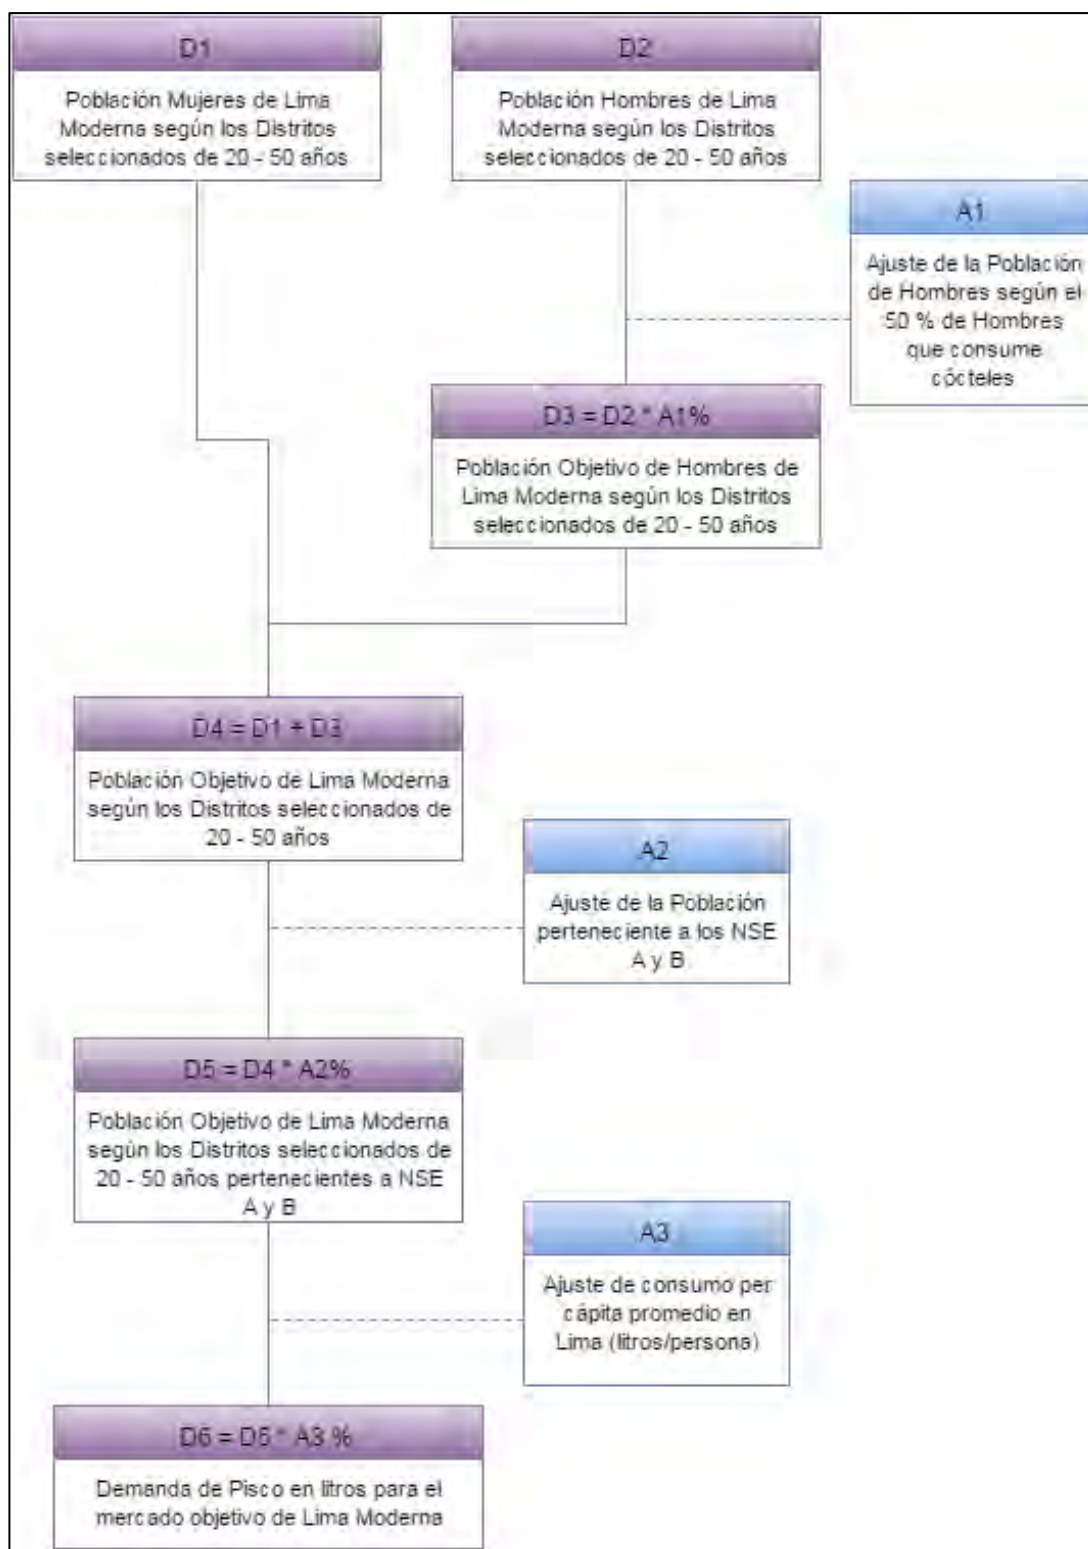 D1
Población Mujeres de Lima
Moderna según los Distritos
seleccionados de 20 - 50 años
D2
Población Hombres de Lima
Moderna según los Distritos
seleccionados de 20 - 50 años
A1
Ajuste de la Población
de Hombres según el
50 % de Hombres
que consume
cócteles
D3 = D2 * A1%
Población Objetivo de Hombres de
Lima Moderna según los Distritos
seleccionados de 20 - 50 años
D4 = D1 + D3
Población Objetivo de Lima Moderna
según los Distritos seleccionados de
20 - 50 años
A2
Ajuste de la Población
perteneciente a los NSE
A y B
D5 = D4 * A2%
Población Objetivo de Lima Moderna
según los Distritos seleccionados de
20 - 50 años pertenecientes a NSE
A y B
A3
Ajuste de consumo per
cápita promedio en
Lima (litros/persona)
D6 = D5 * A3 %
Demanda de Pisco en litros para el
mercado objetivo de Lima Moderna